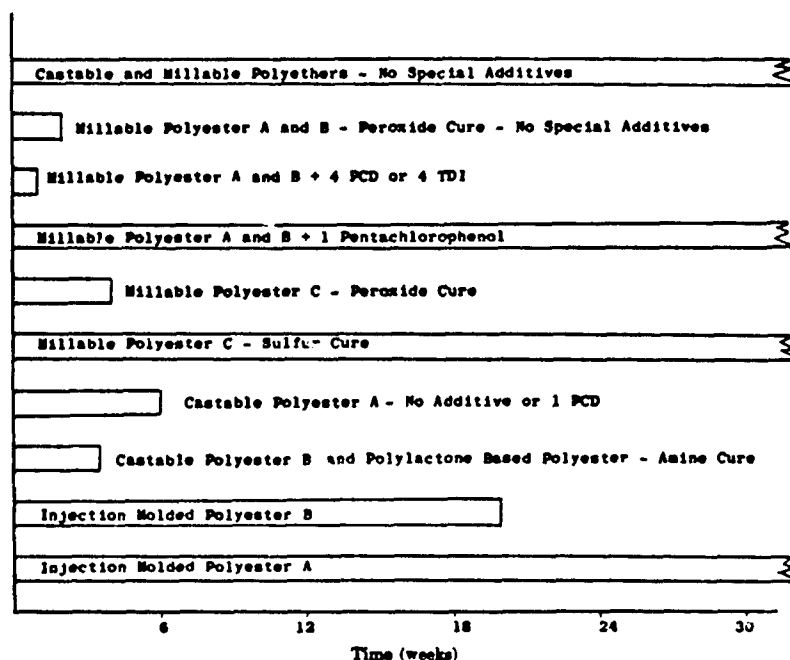 Castable and Millable Polyethers - No Special Additives
Millable Polyester A and B - Peroxide Cure - No Special Additives
Millable Polyester A and B + 4 PCD or 4 TDI
Millable Polyester A and B + 1 Pentachlorophenol
Millable Polyester C - Peroxide Cure
Millable Polyester C - Sulfur Cure
Castable Polyester A - No Additive or 1 PCD
Castable Polyester B and Polylactone Based Polyester - Amine Cure
Injection Molded Polyester B
Injection Molded Polyester A
6 12 18 24 30
Time (weeks)